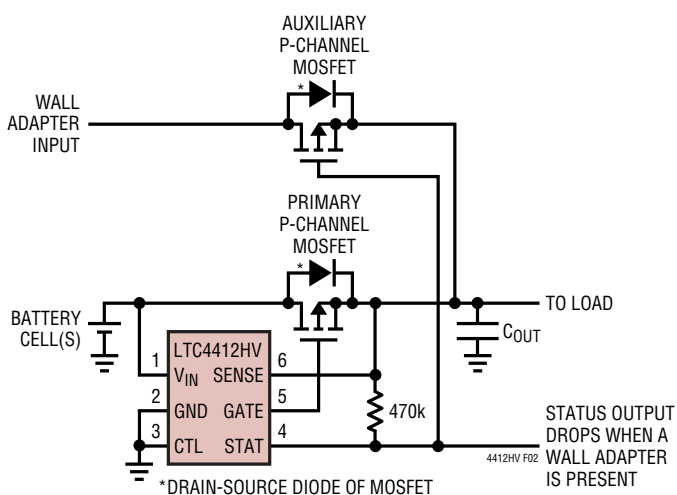 AUXILIARY
P-CHANNEL
MOSFET
*
WALL
ADAPTER
INPUT
PRIMARY
P-CHANNEL
MOSFET
*
TO LOAD
BATTERY
CELL(S)
COUT
LTC4412HV
1
VIN
SENSE
6
2
GND
GATE
5
3
CTL
STAT
4
470k
STATUS OUTPUT
DROPS WHEN A
WALL ADAPTER
IS PRESENT
4412HV F02
*DRAIN-SOURCE DIODE OF MOSFET